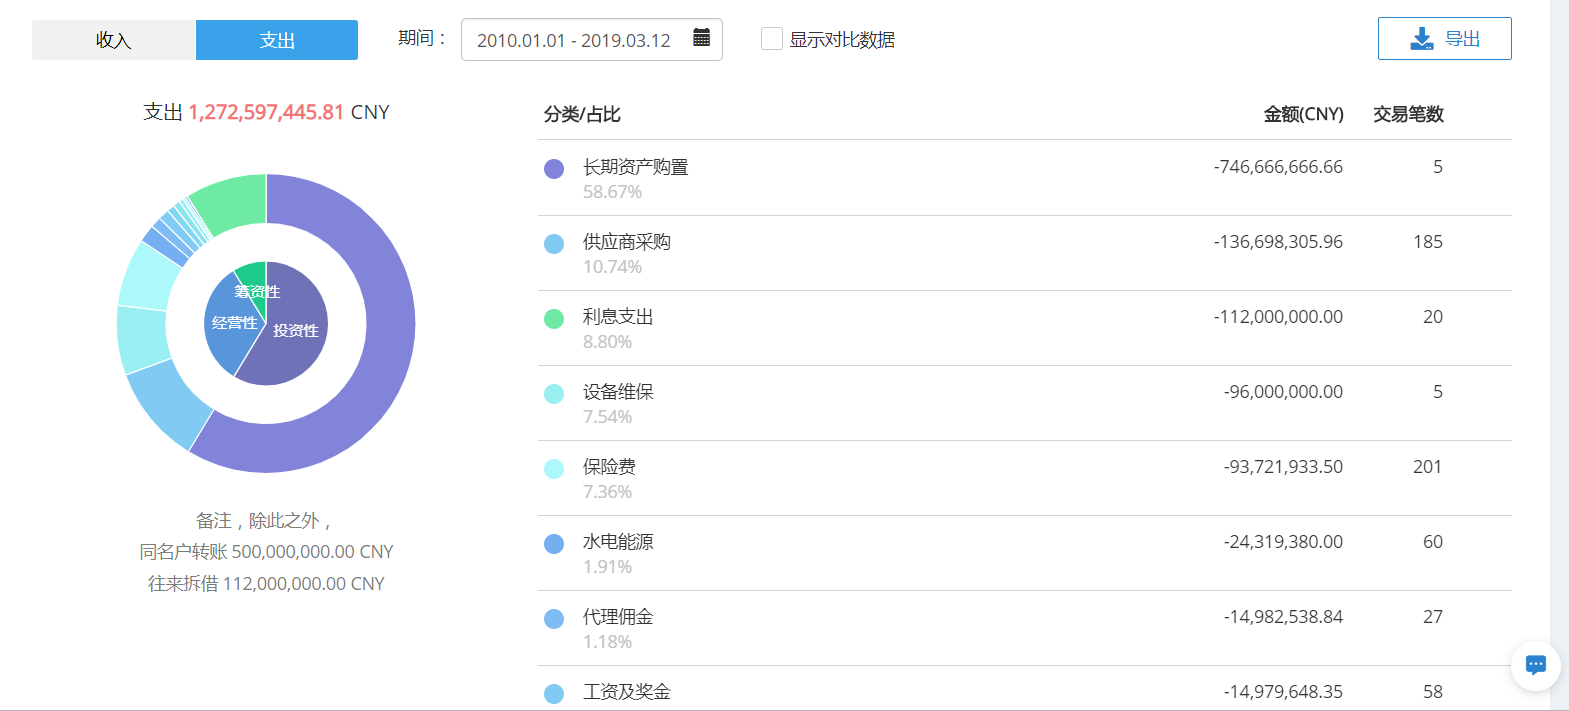 收入
支出
期间：
2010.01.01 - 2019.03.12
显示对比数据
导出
支出 1,272,597,445.81 CNY
筹资性
经营性
投资性
备注，除此之外，
同名户转账 500,000,000.00 CNY
往来拆借 112,000,000.00 CNY
分类/占比 金额(CNY) 交易笔数
长期资产购置 -746,666,666.66 5
58.67%
供应商采购 -136,698,305.96 185
10.74%
利息支出 -112,000,000.00 20
8.80%
设备维保 -96,000,000.00 5
7.54%
保险费 -93,721,933.50 201
7.36%
水电能源 -24,319,380.00 60
1.91%
代理佣金 -14,982,538.84 27
1.18%
工资及奖金 -14,979,648.35 58